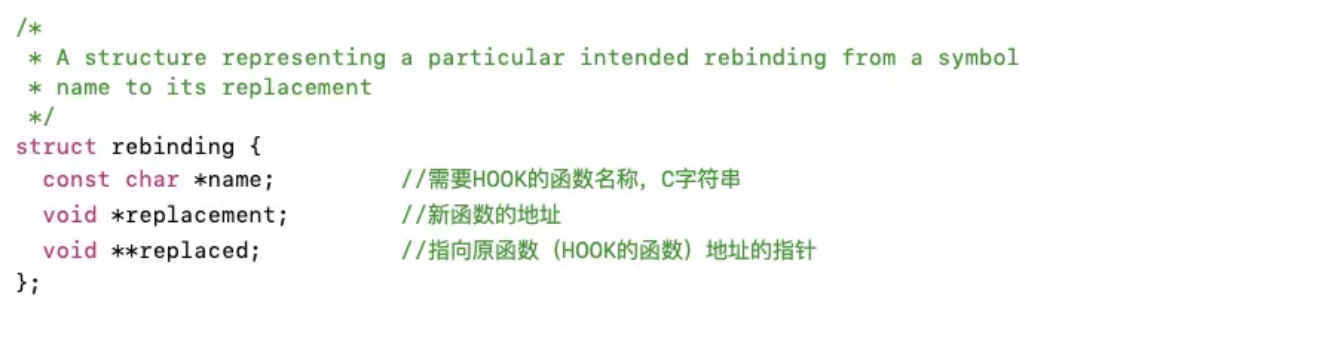 /*
 * A structure representing a particular intended rebinding from a symbol
 * name to its replacement
 */
struct rebinding {
  const char *name;         //需要HOOK的函数名称，C字符串
  void *replacement;        //新函数的地址
  void **replaced;          //指向原函数（HOOK的函数）地址的指针
};